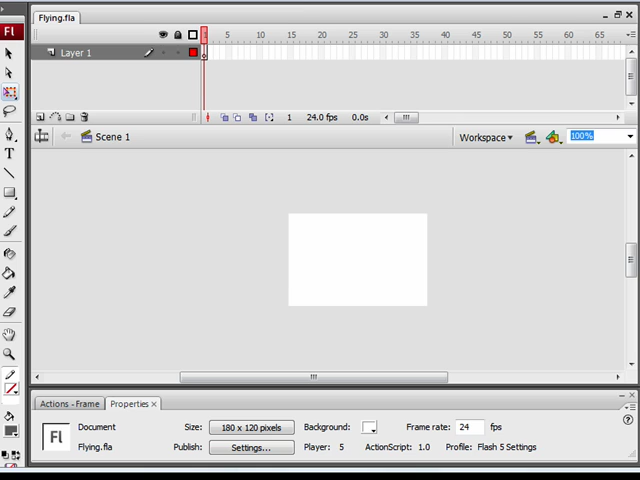 Flying.fla
Fl
1 5 10 15 20 25 30 35 40 45 50 55 60 65
Layer 1
1 24.0 fps 0.0s
Scene 1
Workspace
100%
T
Actions - Frame
Properties ×
Fl
Document
Size: 180 x 120 pixels
Background:
Frame rate: 24 fps
Flying.fla
Publish: Settings...
Player: 5
ActionScript: 1.0
Profile: Flash 5 Settings